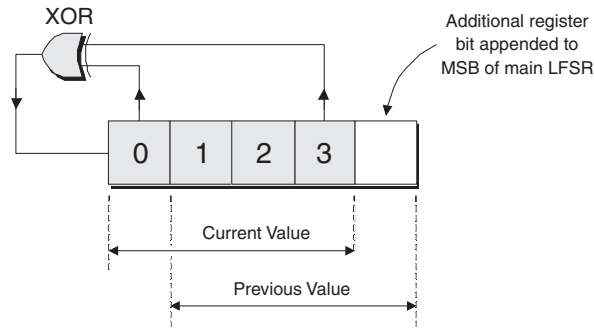 XOR
Additional register
bit appended to
MSB of main LFSR
0 1 2 3
Current Value
Previous Value